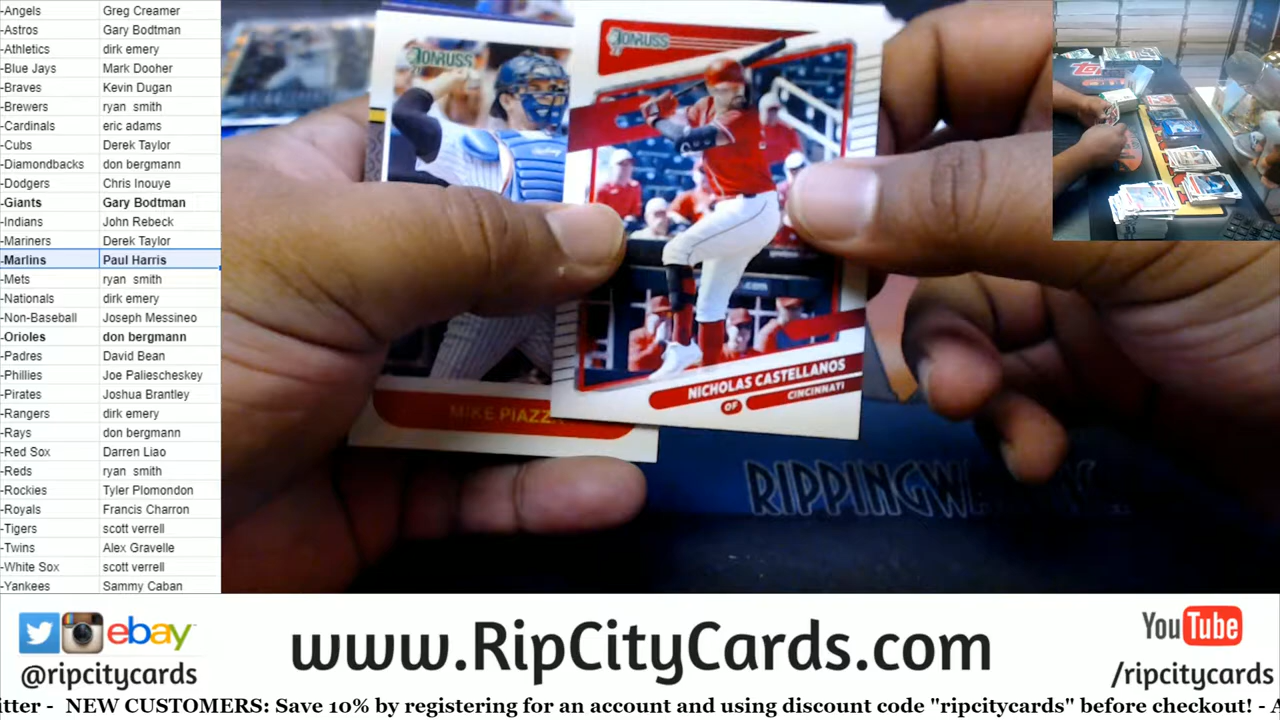 -Angels Greg Creamer
-Astros Gary Bodtman
-Athletics dirk emery
-Blue Jays Mark Dooher
-Braves Kevin Dugan
-Brewers ryan smith
-Cardinals eric adams
-Cubs Derek Taylor
-Diamondbacks don bergmann
-Dodgers Chris Inouye
-Giants Gary Bodtman
-Indians John Rebeck
-Mariners Derek Taylor
-Marlins Paul Harris
-Mets ryan smith
-Nationals dirk emery
-Non-Baseball Joseph Messineo
-Orioles don bergmann
-Padres David Bean
-Phillies Joe Paliescheskey
-Pirates Joshua Brantley
-Rangers dirk emery
-Rays don bergmann
-Red Sox Darren Liao
-Reds ryan smith
-Rockies Tyler Plomondon
-Royals Francis Charron
-Tigers scott verrell
-Twins Alex Gravelle
-White Sox scott verrell
-Yankees Sammy Caban
DONRUSS
MIKE PIAZZ
DONRUSS
.com
NICHOLAS CASTELLANOS
OF CINCINNATI
RIPPINGW
ebay
@ripcitycards
www.RipCityCards.com
YouTube
/ripcitycards
itter - NEW CUSTOMERS: Save 10% by registering for an account and using discount code "ripcitycards" before checkout! - A